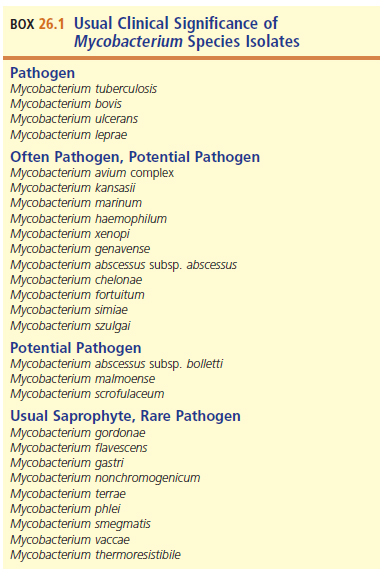 BOX 26.1 Usual Clinical Significance of
Mycobacterium Species Isolates
Pathogen
Mycobacterium tuberculosis
Mycobacterium bovis
Mycobacterium ulcerans
Mycobacterium leprae
Often Pathogen, Potential Pathogen
Mycobacterium avium complex
Mycobacterium kansasii
Mycobacterium marinum
Mycobacterium haemophilum
Mycobacterium xenopi
Mycobacterium genavense
Mycobacterium abscessus subsp. abscessus
Mycobacterium chelonae
Mycobacterium fortuitum
Mycobacterium simiae
Mycobacterium szulgai
Potential Pathogen
Mycobacterium abscessus subsp. bolletti
Mycobacterium malmoense
Mycobacterium scrofulaceum
Usual Saprophyte, Rare Pathogen
Mycobacterium gordonae
Mycobacterium flavescens
Mycobacterium gastri
Mycobacterium nonchromogenicum
Mycobacterium terrae
Mycobacterium phlei
Mycobacterium smegmatis
Mycobacterium vaccae
Mycobacterium thermoresistibile